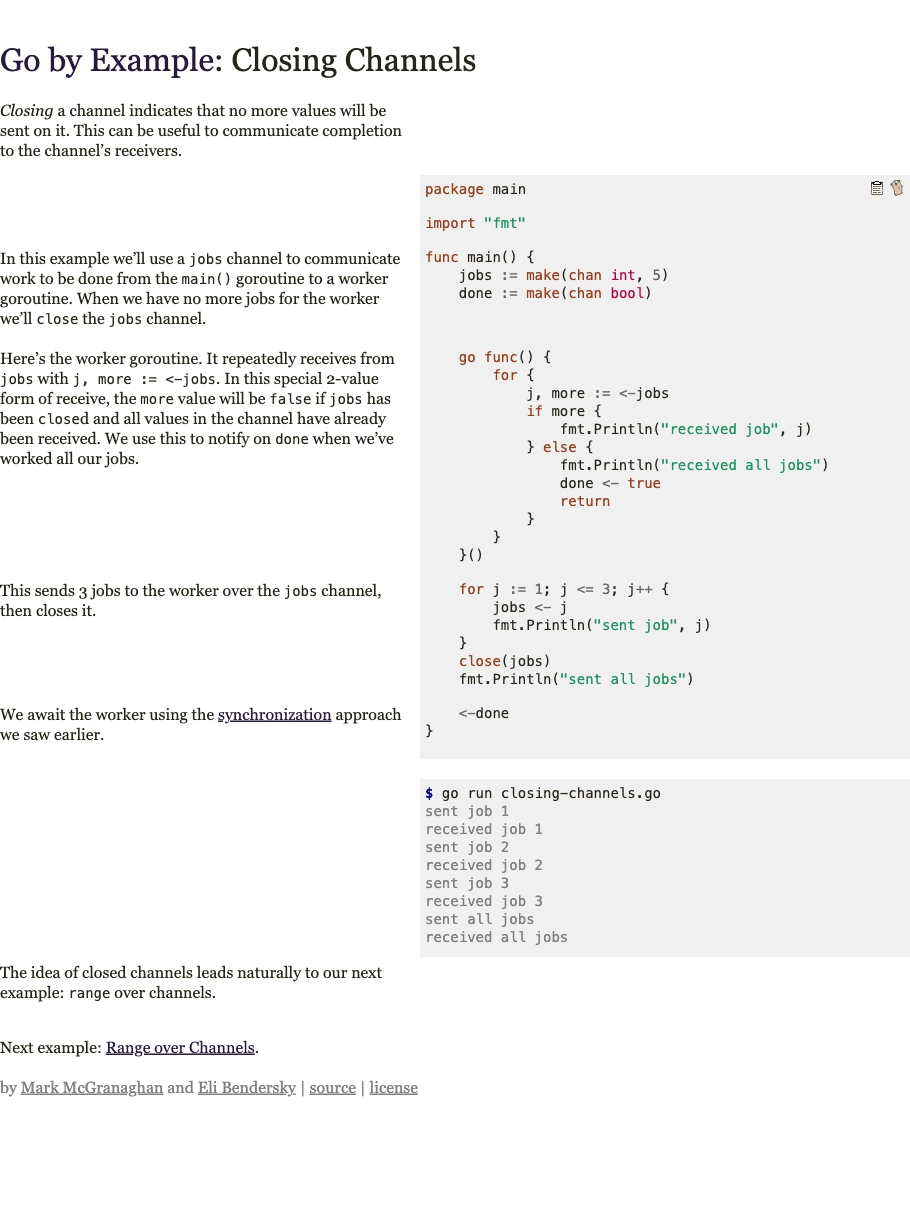 Go by Example: Closing Channels
Closing a channel indicates that no more values will be
sent on it. This can be useful to communicate completion
to the channel’s receivers.
package main
import "fmt"
In this example we’ll use a jobs channel to communicate
work to be done from the main() goroutine to a worker
goroutine. When we have no more jobs for the worker
we’ll close the jobs channel.
func main() {
    jobs := make(chan int, 5)
    done := make(chan bool)
Here’s the worker goroutine. It repeatedly receives from
jobs with j, more := <-jobs. In this special 2-value
form of receive, the more value will be false if jobs has
been closed and all values in the channel have already
been received. We use this to notify on done when we’ve
worked all our jobs.
    go func() {
        for {
            j, more := <-jobs
            if more {
                fmt.Println("received job", j)
            } else {
                fmt.Println("received all jobs")
                done <- true
                return
            }
        }
    }()
This sends 3 jobs to the worker over the jobs channel,
then closes it.
    for j := 1; j <= 3; j++ {
        jobs <- j
        fmt.Println("sent job", j)
    }
    close(jobs)
    fmt.Println("sent all jobs")
We await the worker using the synchronization approach
we saw earlier.
    <-done
}
$ go run closing-channels.go
sent job 1
received job 1
sent job 2
received job 2
sent job 3
received job 3
sent all jobs
received all jobs
The idea of closed channels leads naturally to our next
example: range over channels.
Next example: Range over Channels.
by Mark McGranaghan and Eli Bendersky | source | license